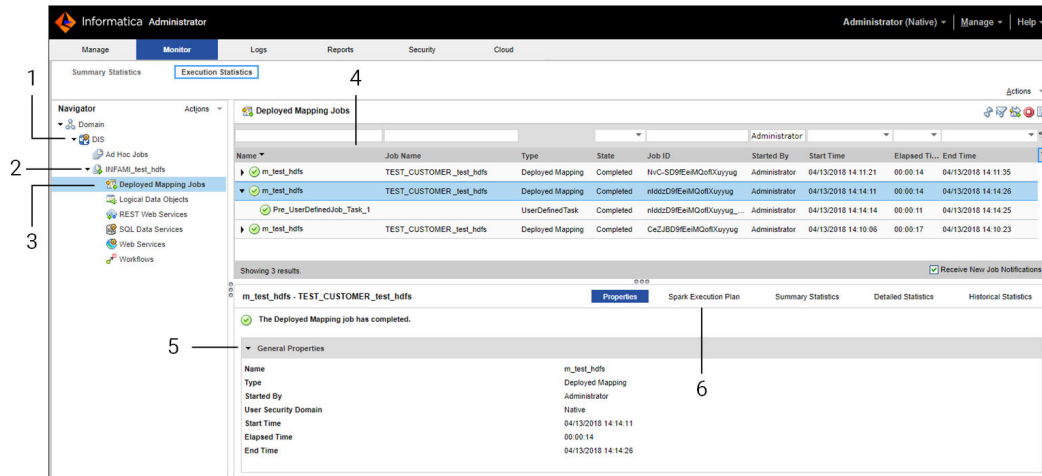 Informatica Administrator
Administrator (Native) Manage Help
Manage Monitor Logs Reports Security Cloud
Summary Statistics Execution Statistics
1
4
Actions
Navigator Actions
Deployed Mapping Jobs
Domain
DIS
Administrator
Ad Hoc Jobs
Name Job Name Type State Job ID Started By Start Time Elapsed Ti... End Time
2
INFAMI_test_hdfs
m_test_hdfs TEST_CUSTOMER_test_hdfs Deployed Mapping Completed NvC-SD9fEeiMQoflXuyyug Administrator 04/13/2018 14:11:21 00:00:14 04/13/2018 14:11:35
Deployed Mapping Jobs
m_test_hdfs TEST_CUSTOMER_test_hdfs Deployed Mapping Completed nlddzD9fEeiMQoflXuyyug Administrator 04/13/2018 14:14:11 00:00:14 04/13/2018 14:14:26
Logical Data Objects
REST Web Services
Pre_UserDefinedJob_Task_1 UserDefinedTask Completed nlddzD9fEeiMQoflXuyyug_... Administrator 04/13/2018 14:14:14 00:00:11 04/13/2018 14:14:25
3
SQL Data Services
m_test_hdfs TEST_CUSTOMER_test_hdfs Deployed Mapping Completed CeZJBD9fEeiMQoflXuyyug Administrator 04/13/2018 14:10:06 00:00:17 04/13/2018 14:10:23
Web Services
Workflows
Showing 3 results.
Receive New Job Notifications
m_test_hdfs - TEST_CUSTOMER_test_hdfs
Properties Spark Execution Plan Summary Statistics Detailed Statistics Historical Statistics
The Deployed Mapping job has completed.
5
General Properties
6
Name m_test_hdfs
Type Deployed Mapping
Started By Administrator
User Security Domain Native
Start Time 04/13/2018 14:14:11
Elapsed Time 00:00:14
End Time 04/13/2018 14:14:26